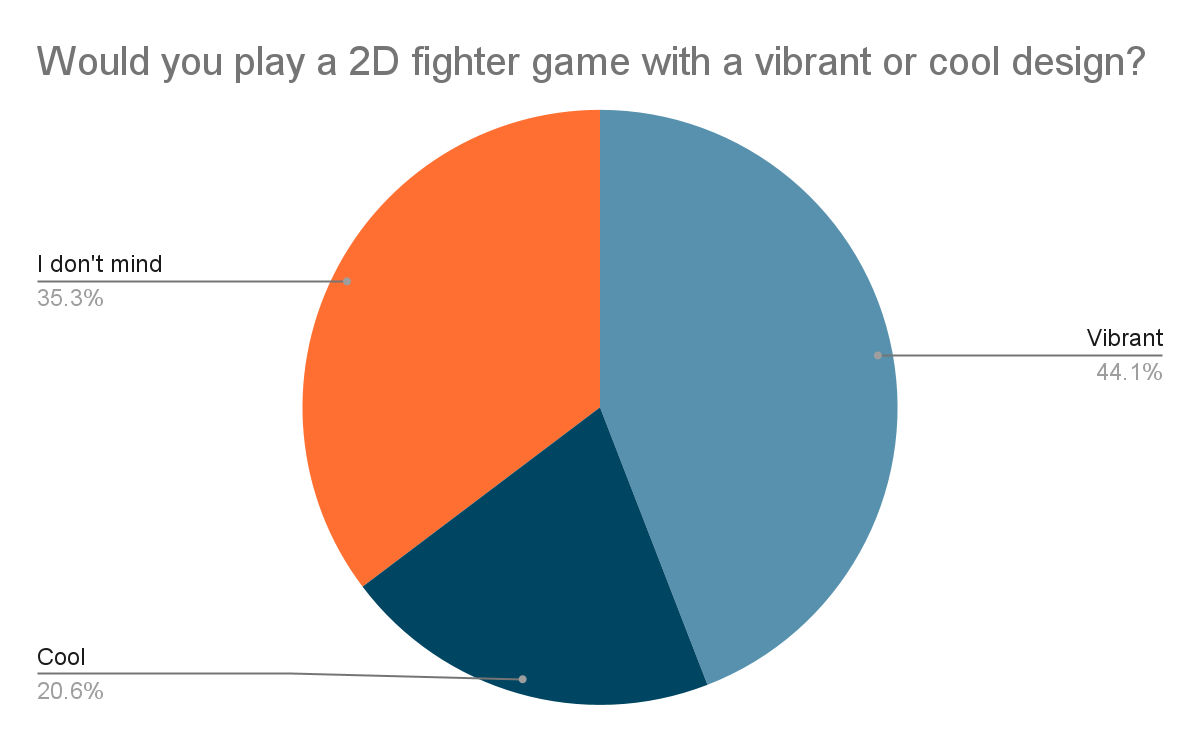 Would you play a 2D fighter game with a vibrant or cool design?
I don't mind
35.3%
Vibrant
44.1%
Cool
20.6%